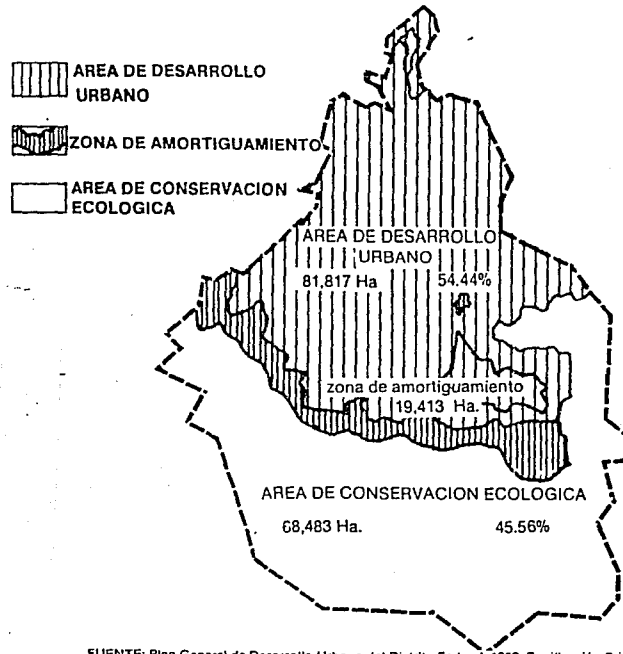 AREA DE DESARROLLO
URBANO
ZONA DE AMORTIGUAMIENTO
AREA DE CONSERVACION
ECOLOGICA
AREA DE DESARROLLO
URBANO
81,817 Ha 54.44%
zona de amortiguamiento
19,413 Ha.
AREA DE CONSERVACION ECOLOGICA
68,483 Ha. 45.56%
FUENTE: Plan General de Desarrollo Urbano del Distrito Federal